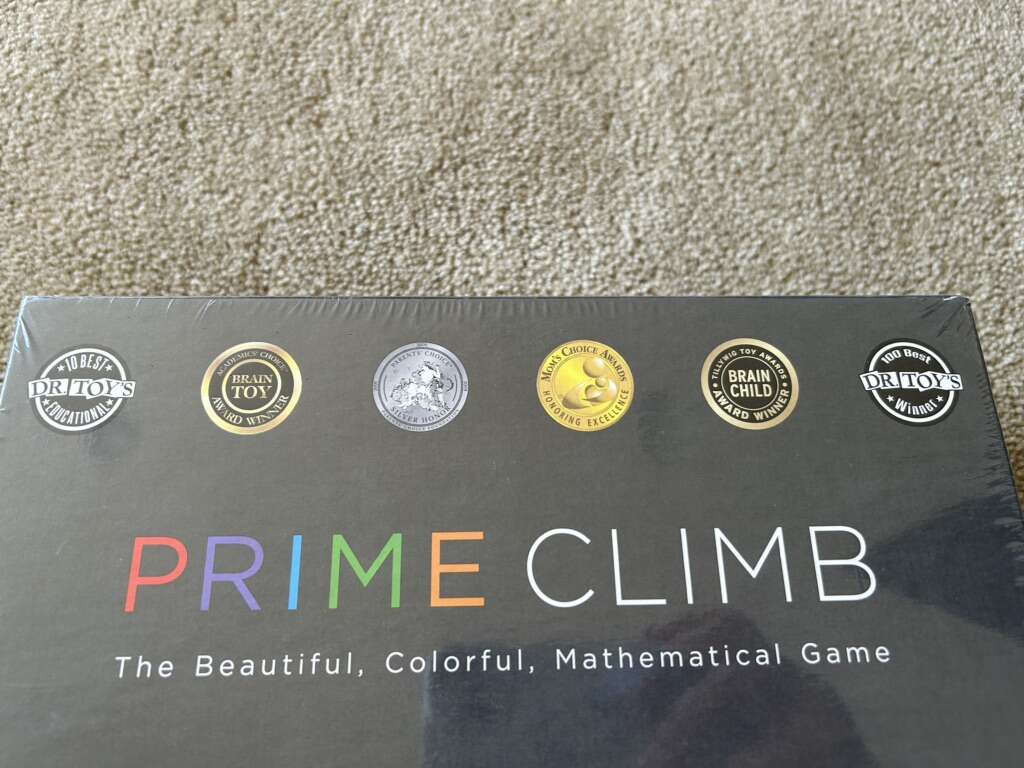 10 BEST
DR. TOY'S
EDUCATIONAL
ACADEMICS' CHOICE
BRAIN
TOY
AWARD WINNER
PARENTS' CHOICE
SILVER HONOR
MOM'S CHOICE AWARDS
HONORING EXCELLENCE
TILLYWIG TOY AWARDS
BRAIN
CHILD
AWARD WINNER
100 Best
DR. TOY'S
Winner
PRIME CLIMB
The Beautiful, Colorful, Mathematical Game